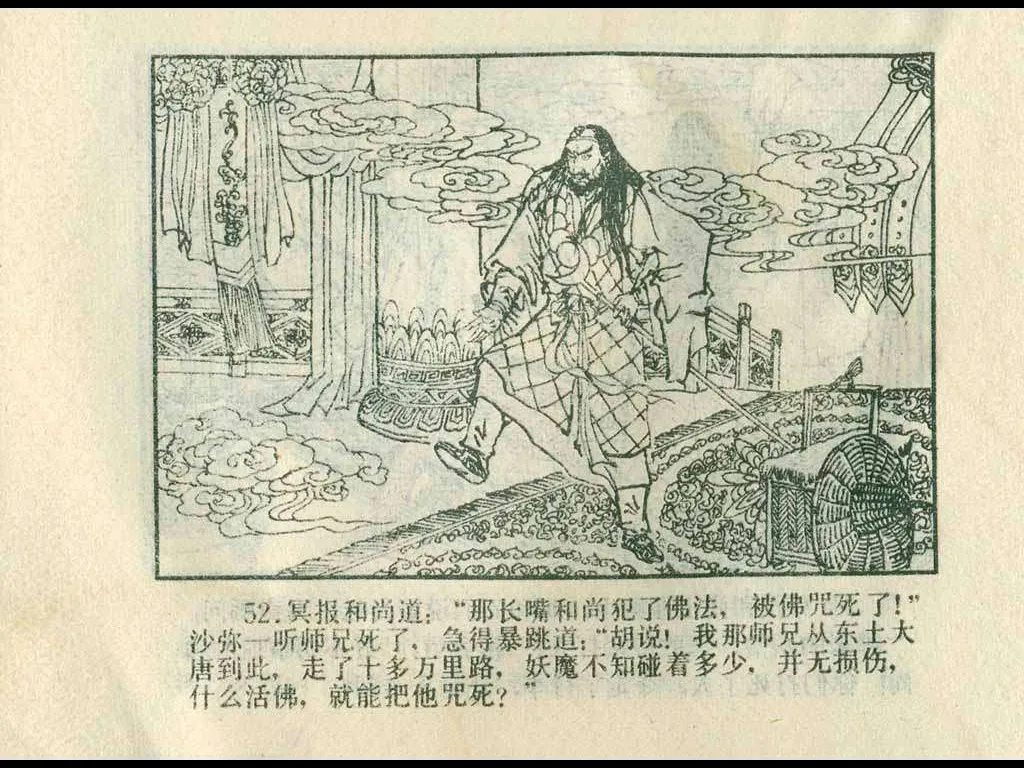 52.冥报和尚道：“那长嘴和尚犯了佛法，被佛咒死了！”
沙弥一听师兄死了，急得暴跳道：“胡说！我那师兄从东土大
唐到此，走了十多万里路，妖魔不知碰着多少，并无损伤，
什么活佛，就能把他咒死？”